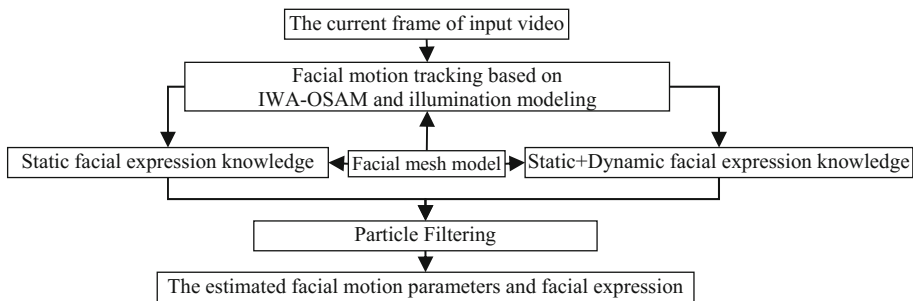 The current frame of input video
Facial motion tracking based on
IWA-OSAM and illumination modeling
Static facial expression knowledge
Facial mesh model
Static+Dynamic facial expression knowledge
Particle Filtering
The estimated facial motion parameters and facial expression